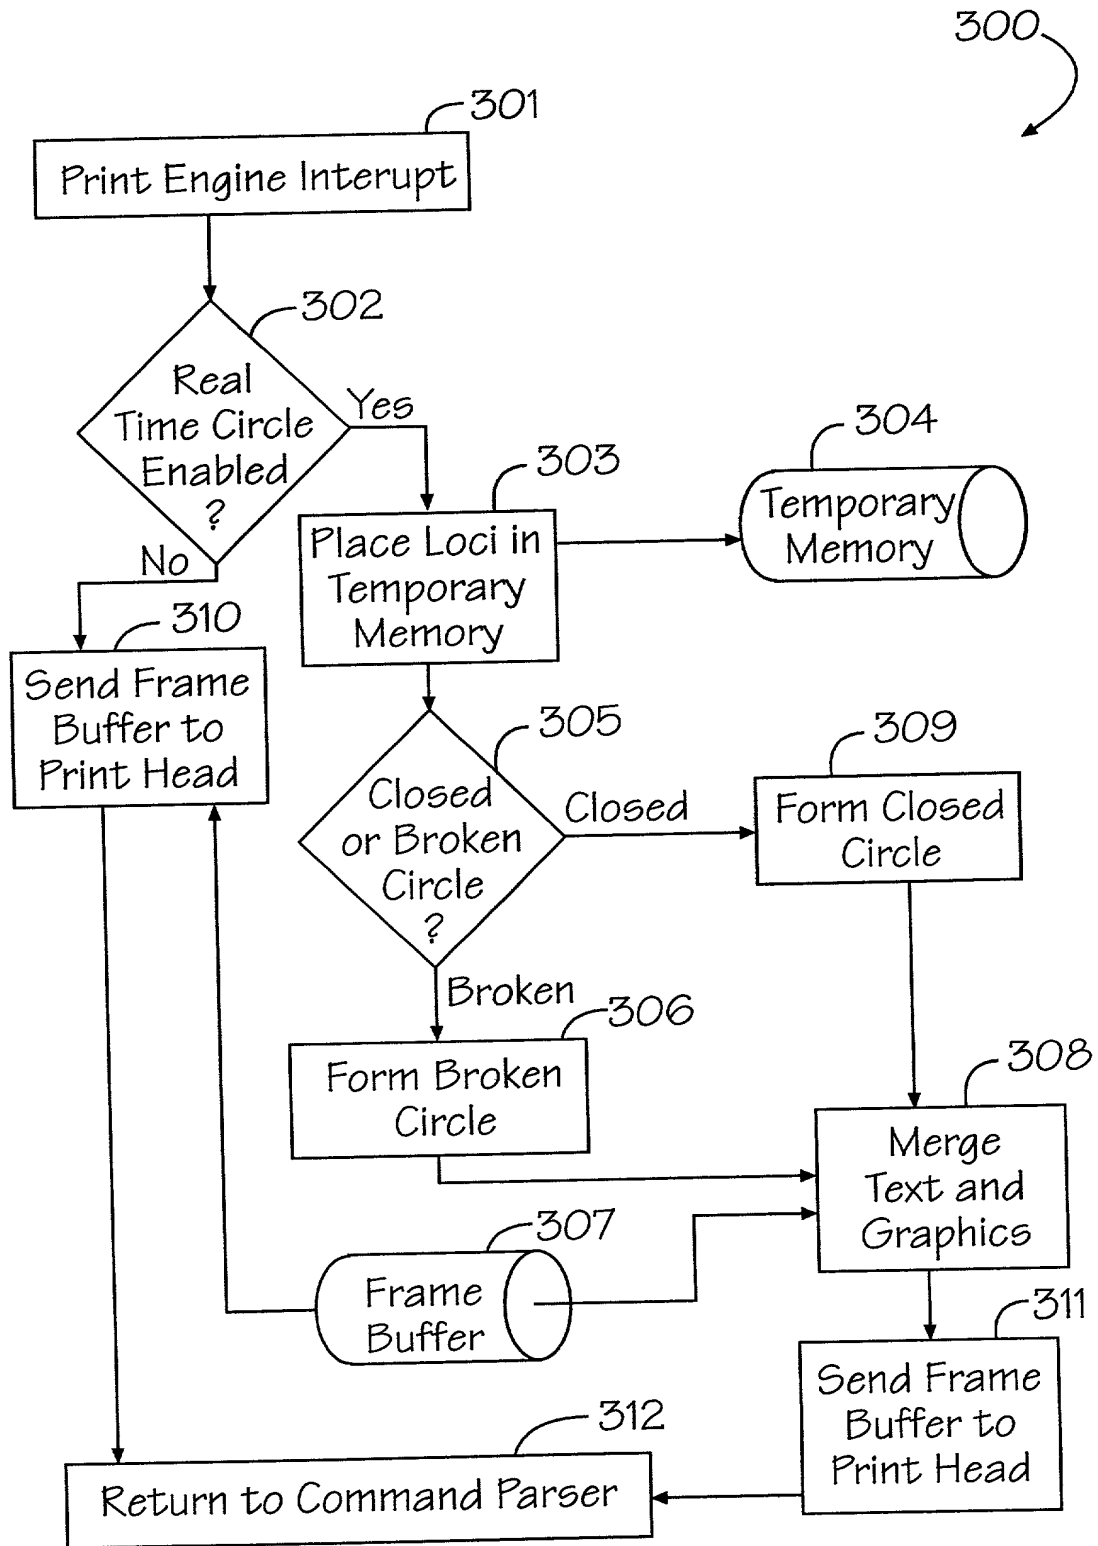 300
301
Print Engine Interupt
302
Real
Time Circle
Enabled
?
Yes
No
303
Place Loci in
Temporary
Memory
304
Temporary
Memory
310
Send Frame
Buffer to
Print Head
305
Closed
or Broken
Circle
?
Closed
309
Form Closed
Circle
Broken
306
Form Broken
Circle
308
Merge
Text and
Graphics
307
Frame
Buffer
311
Send Frame
Buffer to
Print Head
312
Return to Command Parser